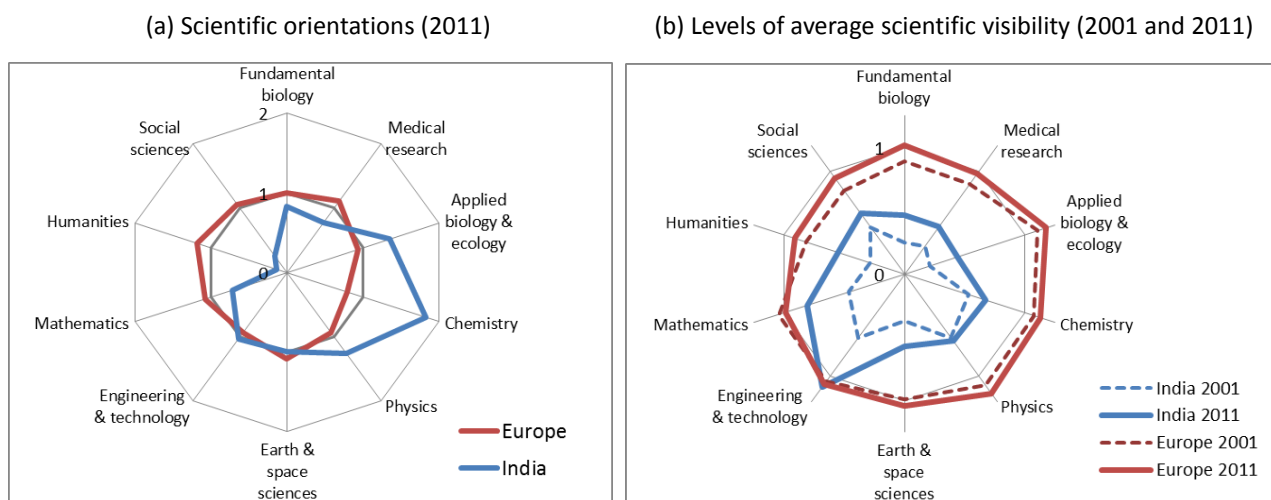 (a) Scientific orientations (2011)
Fundamental
biology
2
Medical
research
Applied
biology &
ecology
Chemistry
Physics
Earth &
space
sciences
Engineering
& technology
Mathematics
Humanities
Social
sciences
1
0
Europe
India
(b) Levels of average scientific visibility (2001 and 2011)
Fundamental
biology
1
Medical
research
Applied
biology &
ecology
Chemistry
Physics
Earth &
space
sciences
Engineering
& technology
Mathematics
Humanities
Social
sciences
0
India 2001
India 2011
Europe 2001
Europe 2011